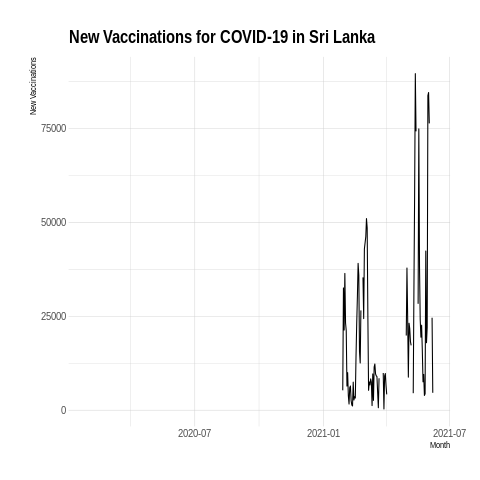 New Vaccinations for COVID-19 in Sri Lanka
New Vaccinations
75000
50000
25000
0
2020-07
2021-01
2021-07
Month